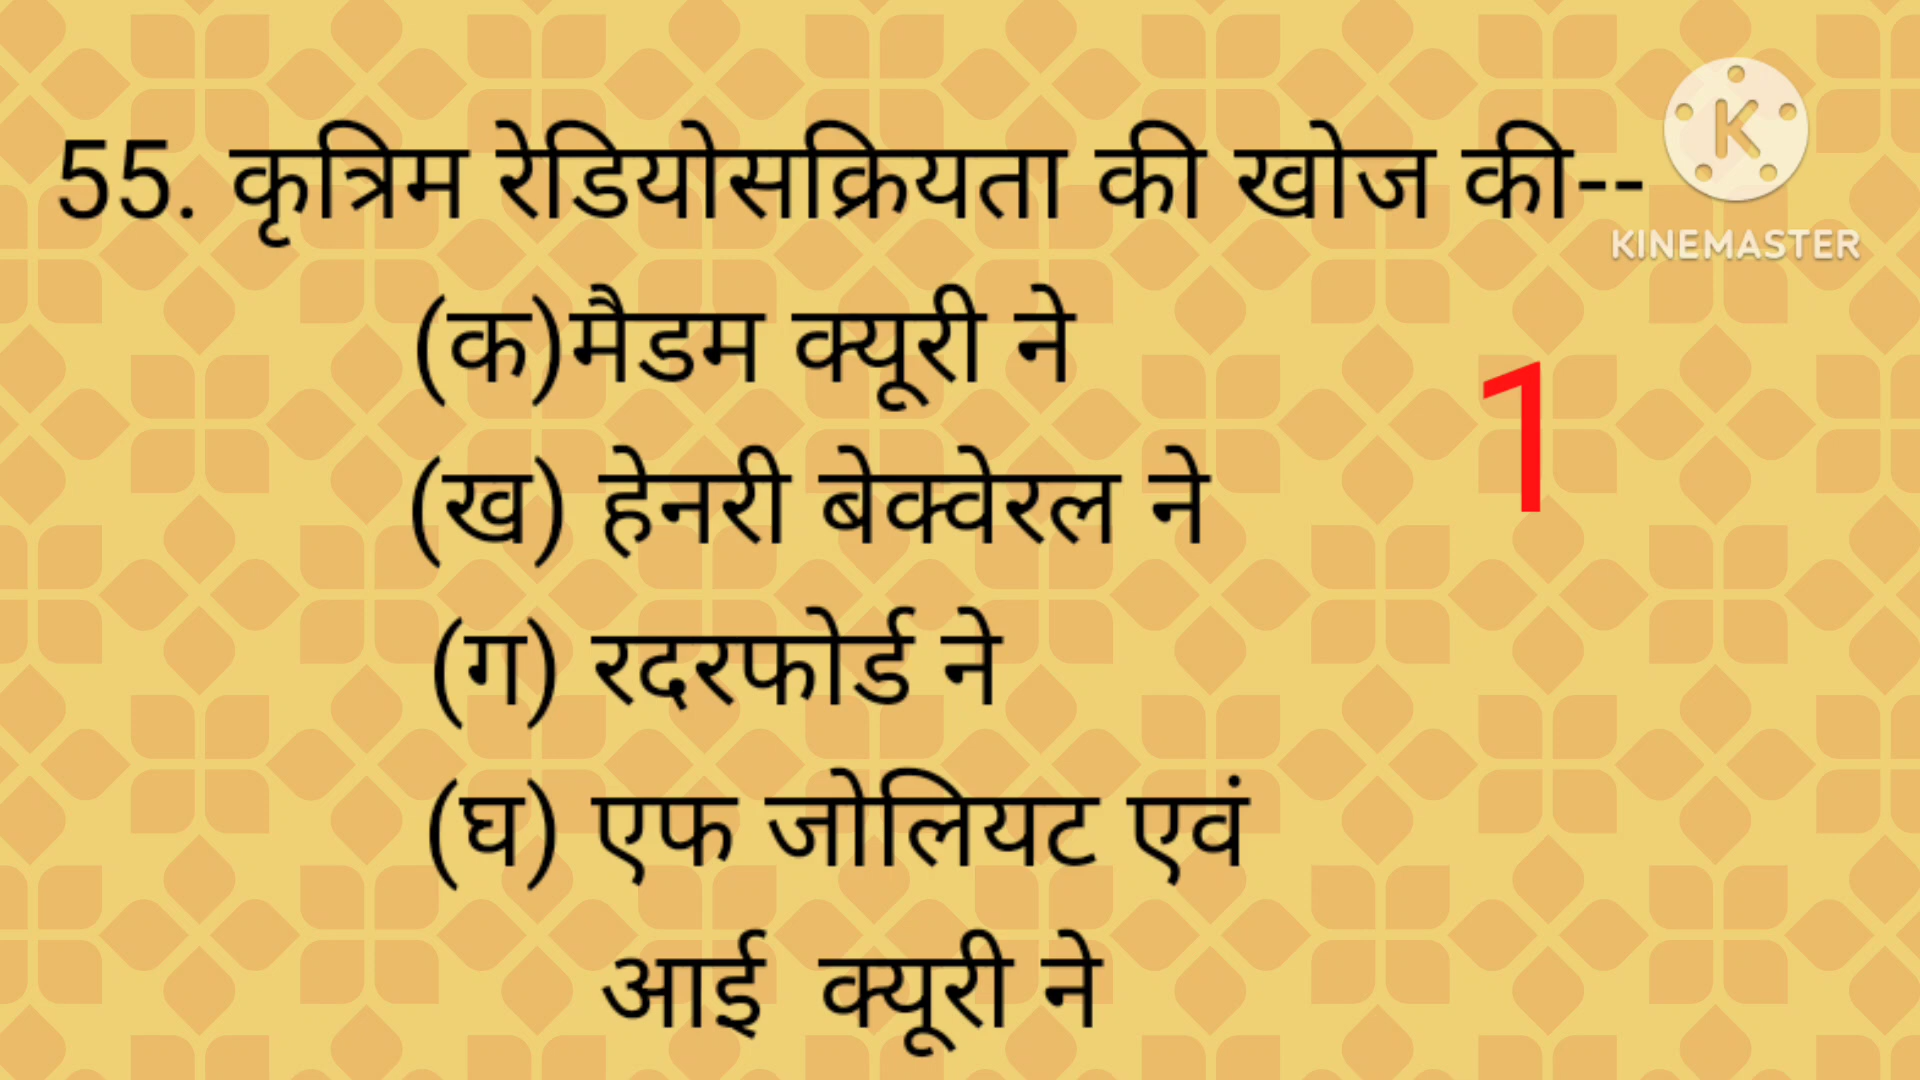 55. कृत्रिम रेडियोसक्रियता की खोज की--
KINEMASTER
(क)मैडम क्यूरी ने
1
(ख) हेनरी बेक्वेरल ने
(ग) रदरफोर्ड ने
(घ) एफ जोलियट एवं
आई क्यूरी ने